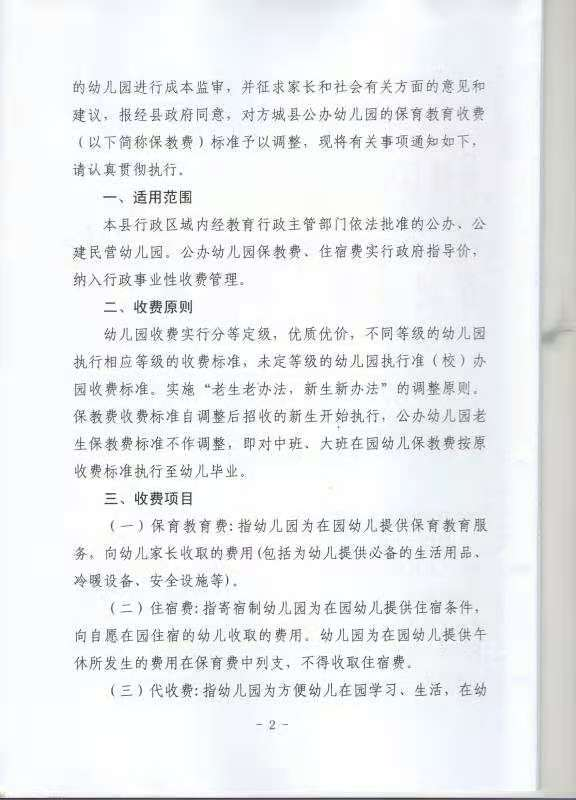 的幼儿园进行成本监审，并征求家长和社会有关方面的意见和
建议，报经县政府同意，对方城县公办幼儿园的保育教育收费
（以下简称保教费）标准予以调整，现将有关事项通知如下，
请认真贯彻执行。
一、适用范围
本县行政区域内经教育行政主管部门依法批准的公办、公
建民营幼儿园。公办幼儿园保教费、住宿费实行政府指导价，
纳入行政事业性收费管理。
二、收费原则
幼儿园收费实行分等定级，优质优价，不同等级的幼儿园
执行相应等级的收费标准，未定等级的幼儿园执行准（校）办
园收费标准。实施“老生老办法，新生新办法”的调整原则。
保教费收费标准自调整后招收的新生开始执行，公办幼儿园老
生保教费标准不作调整，即对中班、大班在园幼儿保教费按原
收费标准执行至幼儿毕业。
三、收费项目
（一）保育教育费：指幼儿园为在园幼儿提供保育教育服
务，向幼儿家长收取的费用(包括为幼儿提供必备的生活用品、
冷暖设备、安全设施等)。
（二）住宿费：指寄宿制幼儿园为在园幼儿提供住宿条件，
向自愿在园住宿的幼儿收取的费用。幼儿园为在园幼儿提供午
休所发生的费用在保育费中列支，不得收取住宿费。
（三）代收费：指幼儿园为方便幼儿在园学习、生活，在幼
- 2 -